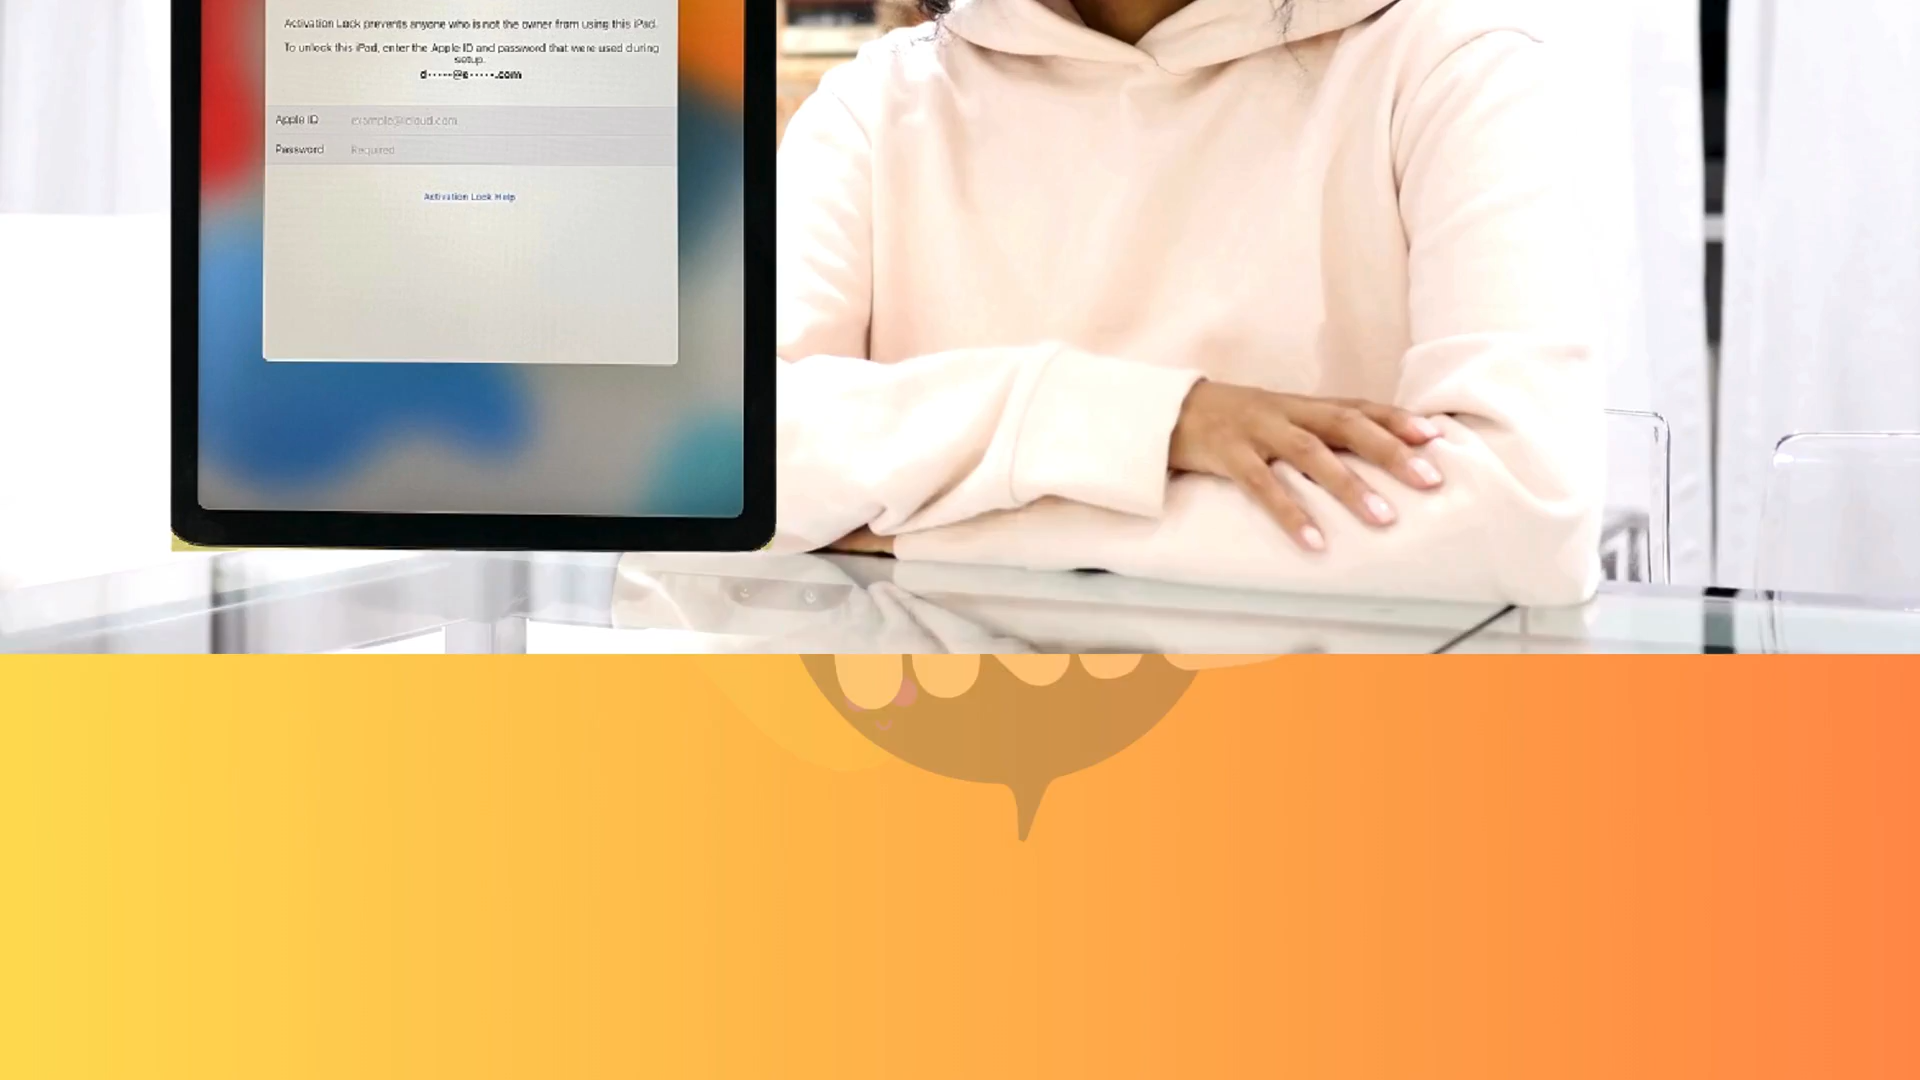 Activation Lock prevents anyone who is not the owner from using this iPad.
To unlock this iPad, enter the Apple ID and password that were used during
setup.
d•••••@e•••••.com
Apple ID example@icloud.com
Password Required
Activation Lock Help